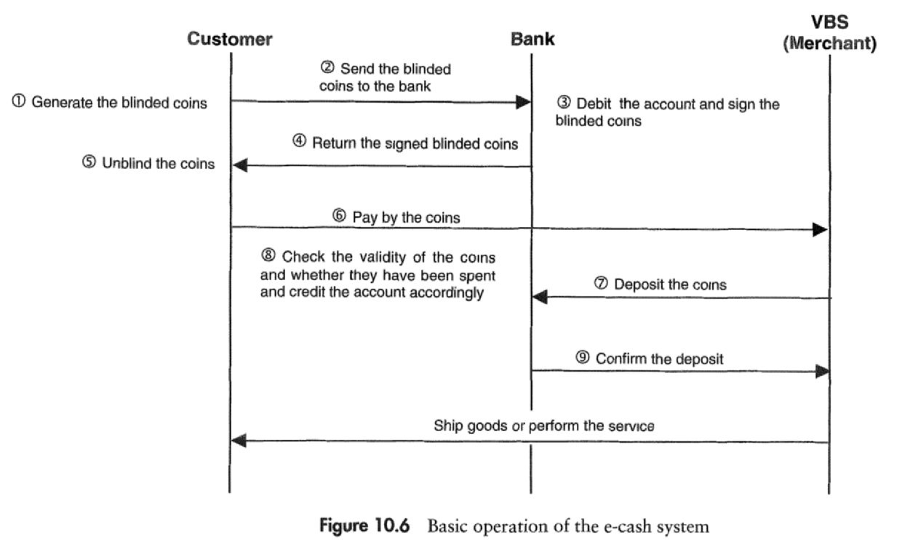 VBS
Customer Bank (Merchant)
② Send the blinded
coins to the bank
① Generate the blinded coins
③ Debit the account and sign the
blinded coins
④ Return the signed blinded coins
⑤ Unblind the coins
⑥ Pay by the coins
⑧ Check the validity of the coins
and whether they have been spent
and credit the account accordingly
⑦ Deposit the coins
⑨ Confirm the deposit
Ship goods or perform the service
Figure 10.6 Basic operation of the e-cash system